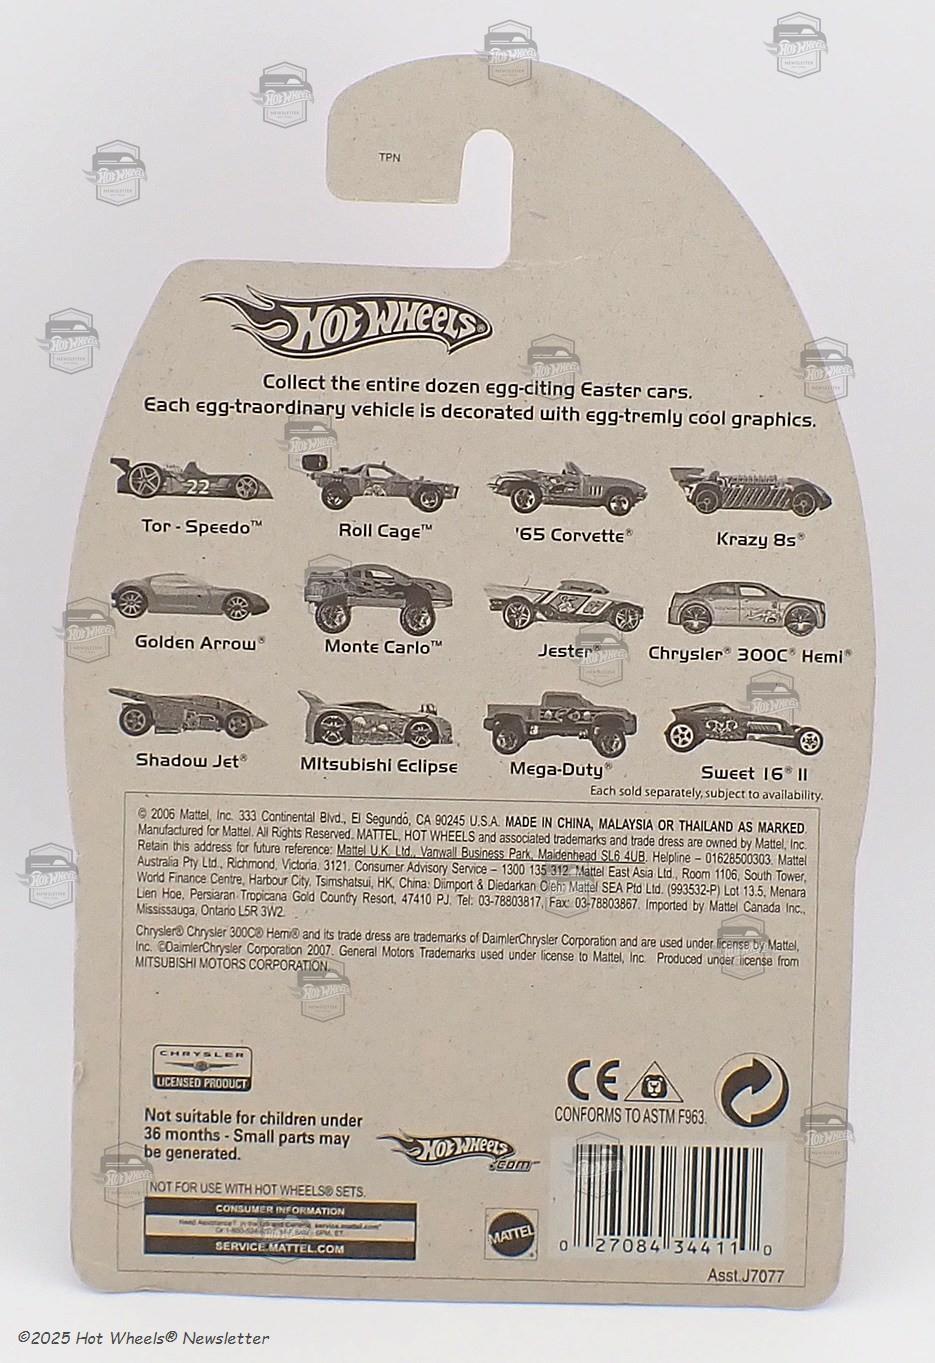 TPN
HOT WHEELS®
Collect the entire dozen egg-citing Easter cars.
Each egg-traordinary vehicle is decorated with egg-tremly cool graphics.
22
Tor - Speedo™ Roll Cage™ '65 Corvette® Krazy 8s®
Golden Arrow® Monte Carlo™ Jester® Chrysler® 300C® Hemi®
Shadow Jet® MItsubishi Eclipse Mega-Duty® Sweet 16® II
Each sold separately, subject to availability.
© 2006 Mattel, Inc. 333 Continental Blvd., El Segundo, CA 90245 U.S.A. MADE IN CHINA, MALAYSIA OR THAILAND AS MARKED.
Manufactured for Mattel. All Rights Reserved. MATTEL, HOT WHEELS and associated trademarks and trade dress are owned by Mattel, Inc.
Retain this address for future reference: Mattel U.K. Ltd., Vanwall Business Park, Maidenhead SL6 4UB. Helpline – 01628500303. Mattel
Australia Pty Ltd., Richmond, Victoria. 3121. Consumer Advisory Service – 1300 135 312. Mattel East Asia Ltd., Room 1106, South Tower,
World Finance Centre, Harbour City, Tsimshatsui, HK, China. Diimport & Diedarkan Oleh: Mattel SEA Ptd Ltd. (993532-P) Lot 13.5, Menara
Lien Hoe, Persiaran Tropicana Gold Country Resort, 47410 PJ. Tel: 03-78803817, Fax: 03-78803867. Imported by Mattel Canada Inc.,
Mississauga, Ontario L5R 3W2.
Chrysler® Chrysler 300C® Hemi® and its trade dress are trademarks of DaimlerChrysler Corporation and are used under license by Mattel,
Inc. ©DaimlerChrysler Corporation 2007. General Motors Trademarks used under license to Mattel, Inc. Produced under license from
MITSUBISHI MOTORS CORPORATION.
CHRYSLER
LICENSED PRODUCT
CE
CONFORMS TO ASTM F963.
Not suitable for children under
36 months - Small parts may
be generated.
HOT WHEELS
.com
NOT FOR USE WITH HOT WHEELS® SETS.
CONSUMER INFORMATION
SERVICE.MATTEL.COM
MATTEL
0 27084 34411 0
Asst.J7077
©2025 Hot Wheels® Newsletter